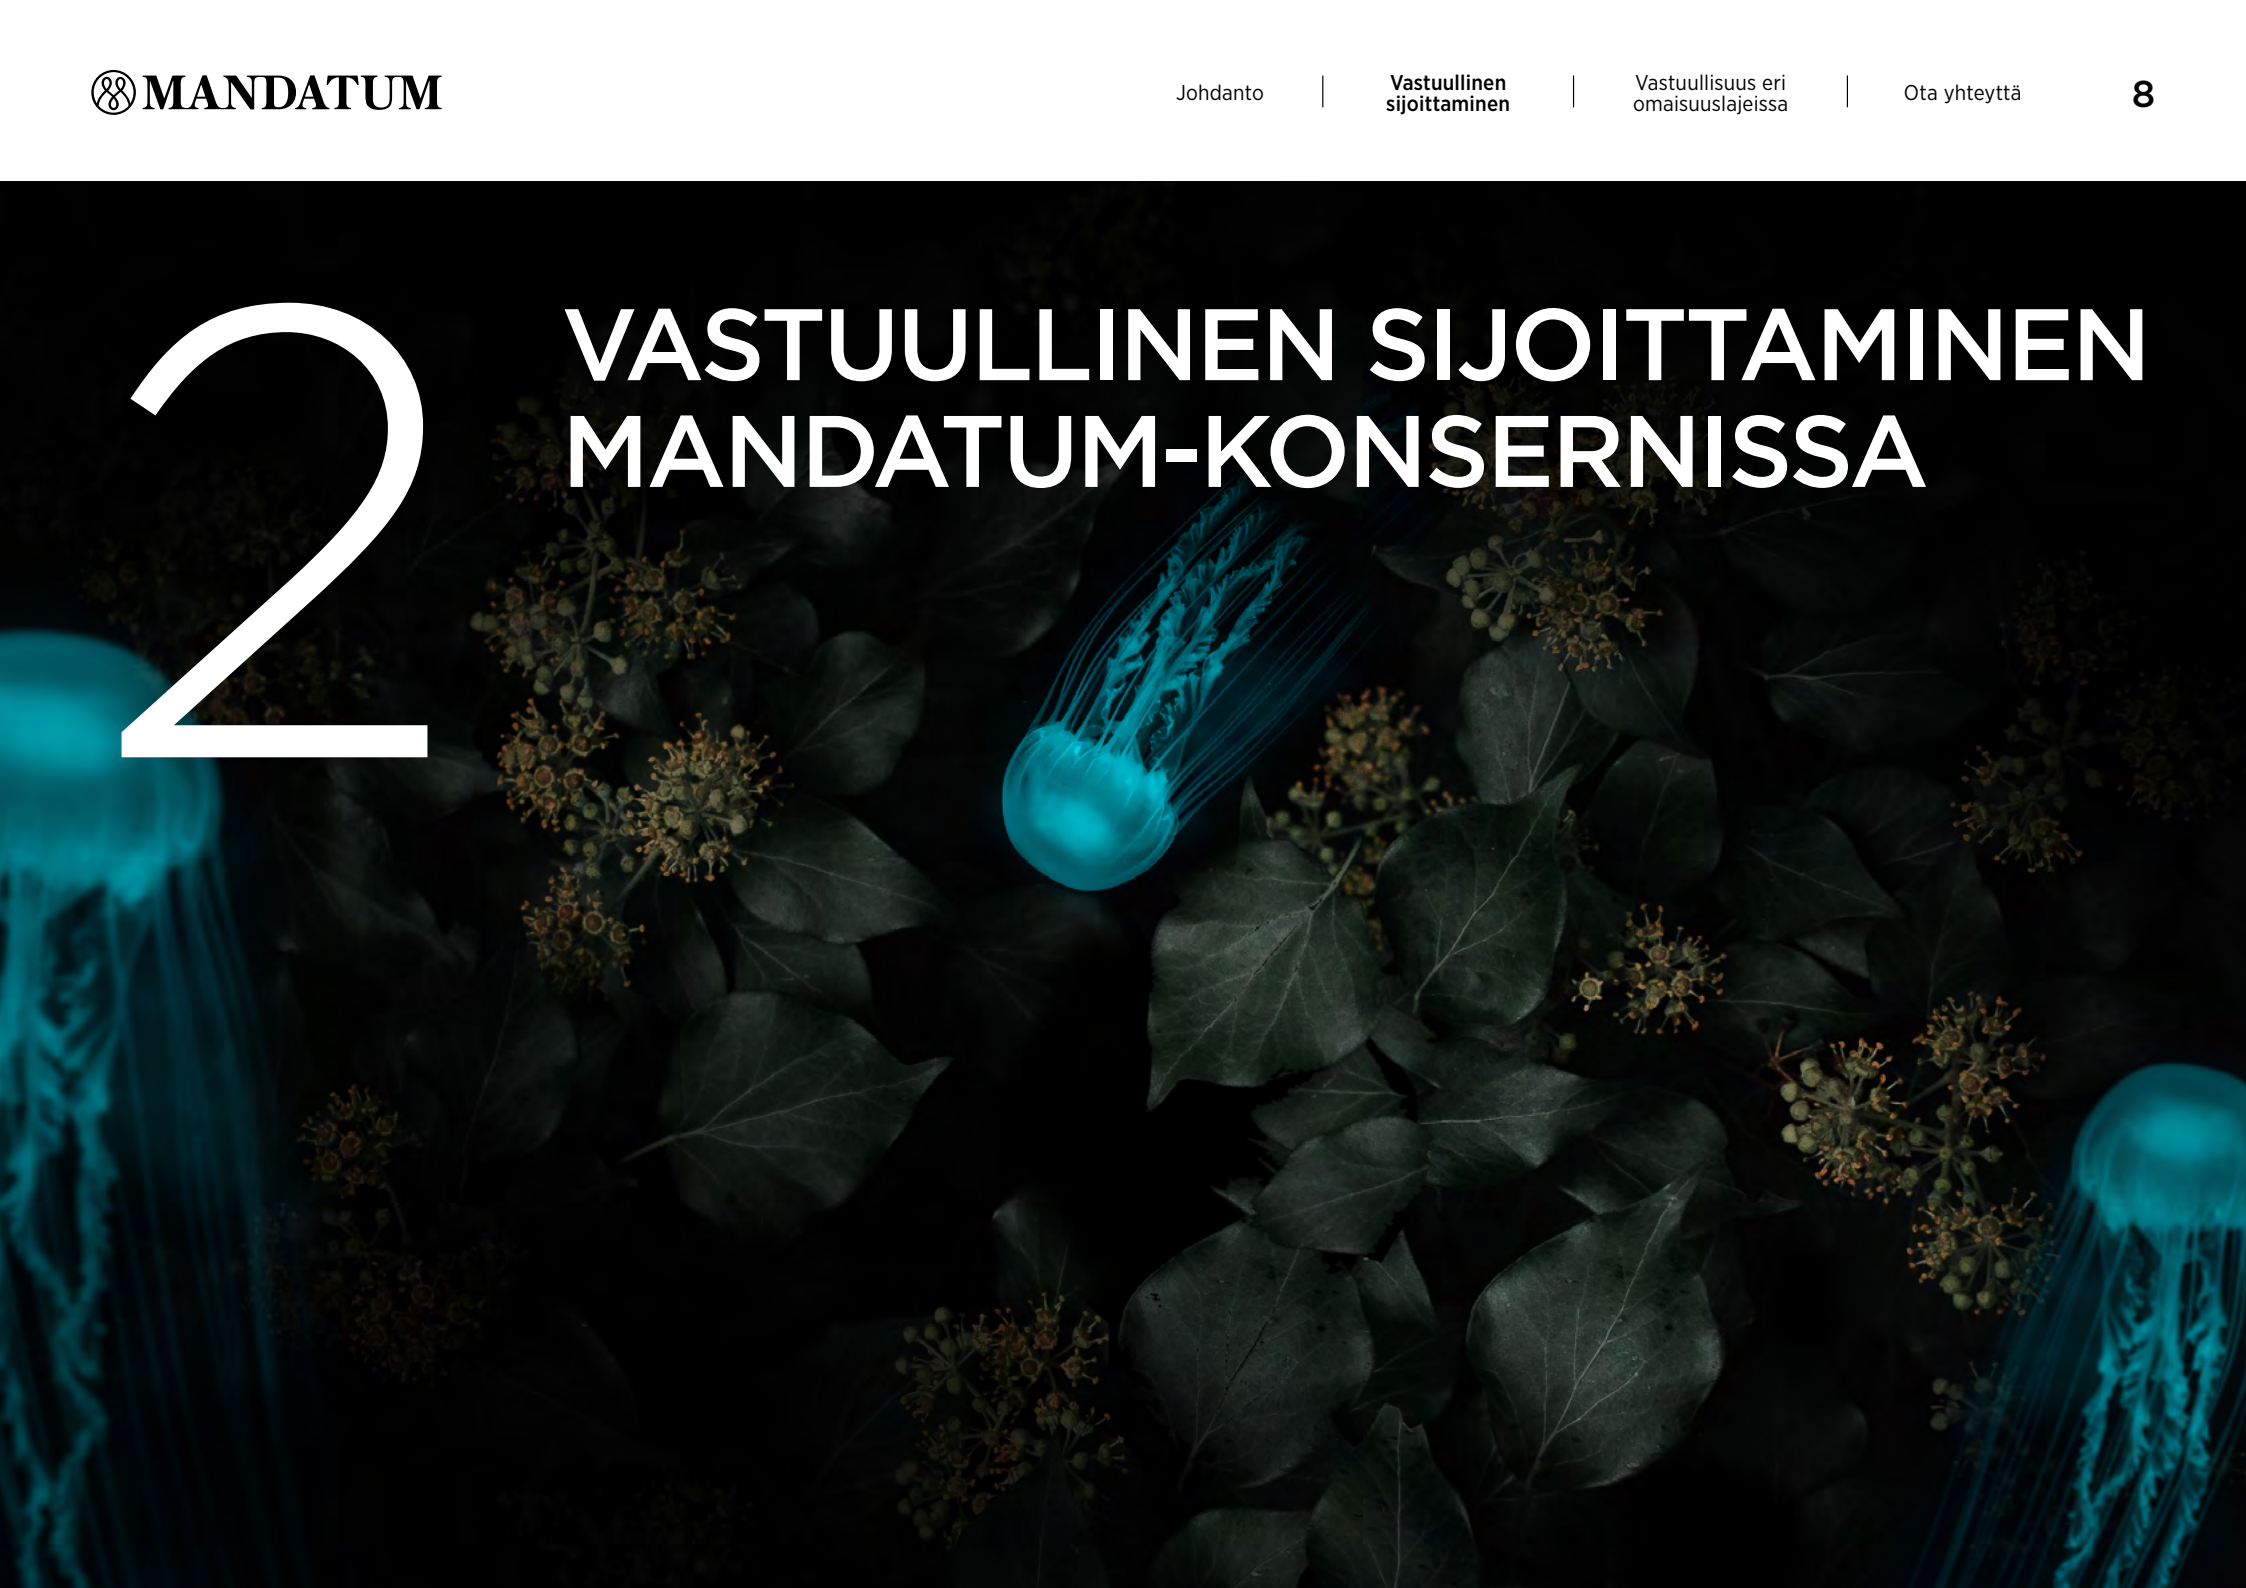 MANDATUM
Johdanto
Vastuullinen
sijoittaminen
Vastuullisuus eri
omaisuuslajeissa
Ota yhteyttä
8
2
VASTUULLINEN SIJOITTAMINEN
MANDATUM-KONSERNISSA